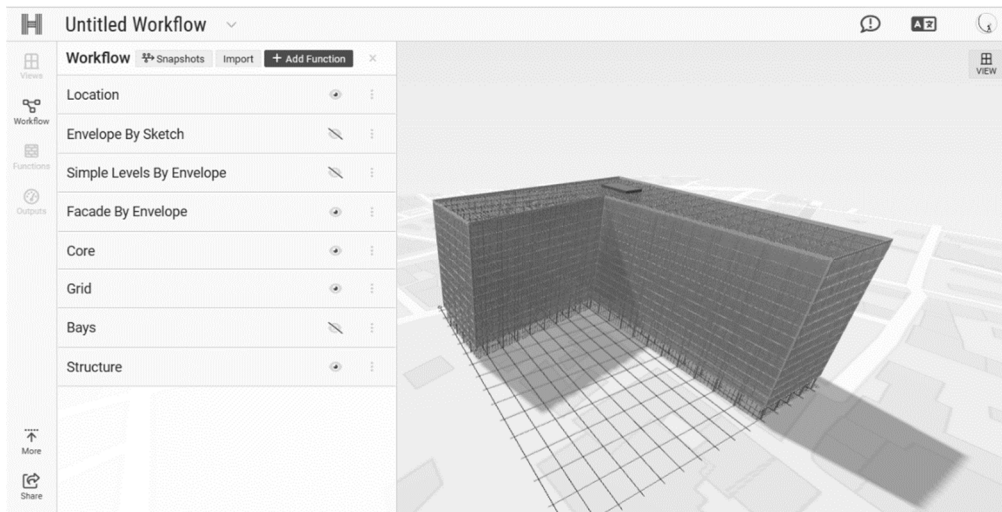 Untitled Workflow
Workflow Snapshots Import + Add Function ×
Views
Workflow
Functions
Outputs
More
Share
Location
Envelope By Sketch
Simple Levels By Envelope
Facade By Envelope
Core
Grid
Bays
Structure
VIEW